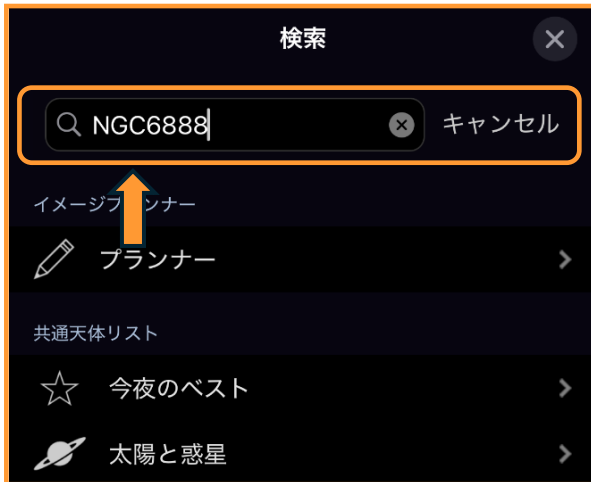 検索
NGC6888
キャンセル
イメージプランナー
プランナー
共通天体リスト
今夜のベスト
太陽と惑星